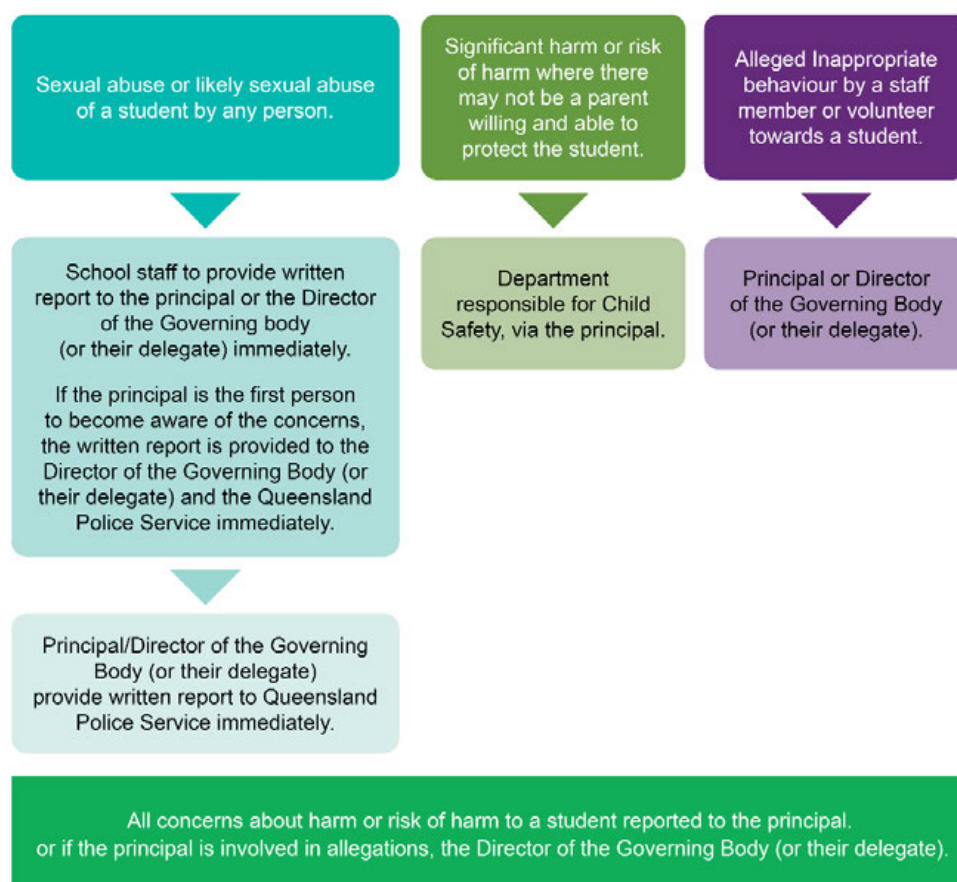 Sexual abuse or likely sexual abuse
of a student by any person.
Significant harm or risk
of harm where there
may not be a parent
willing and able to
protect the student.
Alleged Inappropriate
behaviour by a staff
member or volunteer
towards a student.
School staff to provide written
report to the principal or the Director
of the Governing body
(or their delegate) immediately.
If the principal is the first person
to become aware of the concerns,
the written report is provided to the
Director of the Governing Body (or
their delegate) and the Queensland
Police Service immediately.
Department
responsible for Child
Safety, via the principal.
Principal or Director
of the Governing Body
(or their delegate).
Principal/Director of the Governing
Body (or their delegate)
provide written report to Queensland
Police Service immediately.
All concerns about harm or risk of harm to a student reported to the principal.
or if the principal is involved in allegations, the Director of the Governing Body (or their delegate).